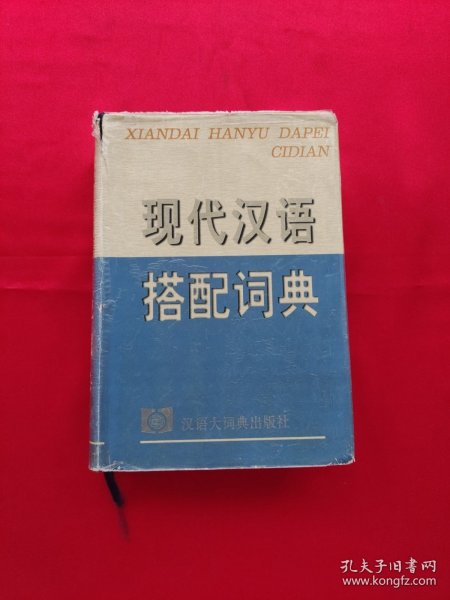 XIANDAI HANYU DAPEI
CIDIAN
现代汉语
搭配词典
汉语大词典出版社
孔夫子旧书网
www.kongfz.com